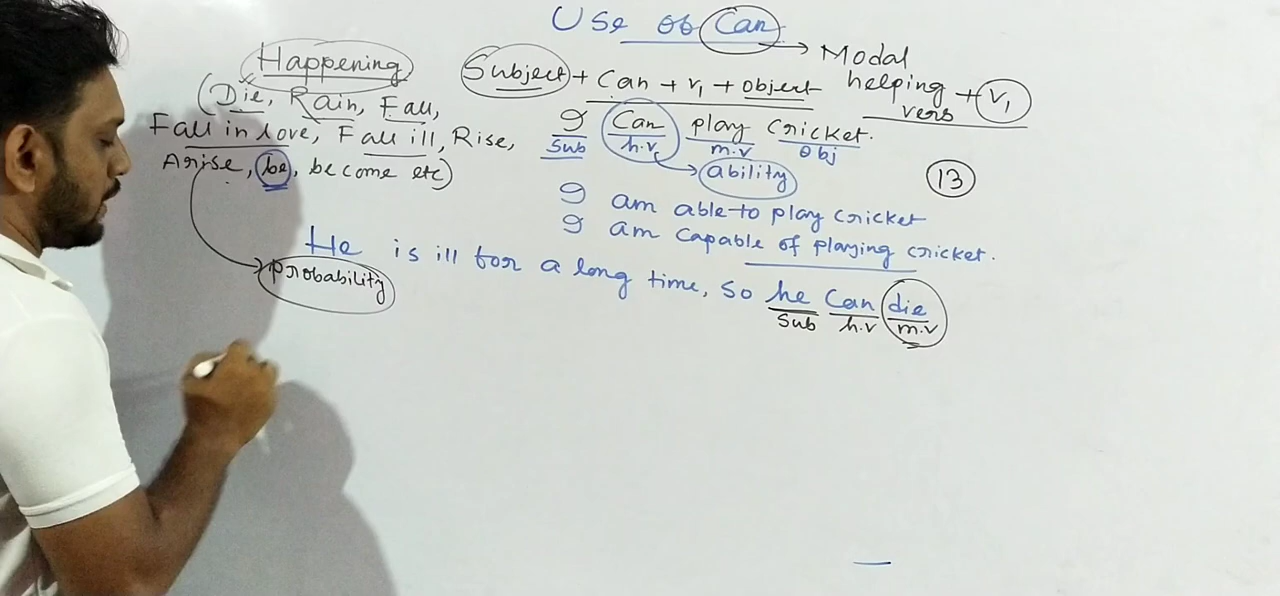 Use of Can → Modal helping vers + V1
Happening
(Die, Rain, Fall,
Fall in love, Fall ill, Rise,
Arise, be, become etc)
probability
Subject + Can + V1 + object
I Can play cricket.
Sub h.v m.v obj
ability
13
I am able to play cricket
I am capable of playing cricket.
He is ill for a long time, so he Can die
Sub h.v m.v